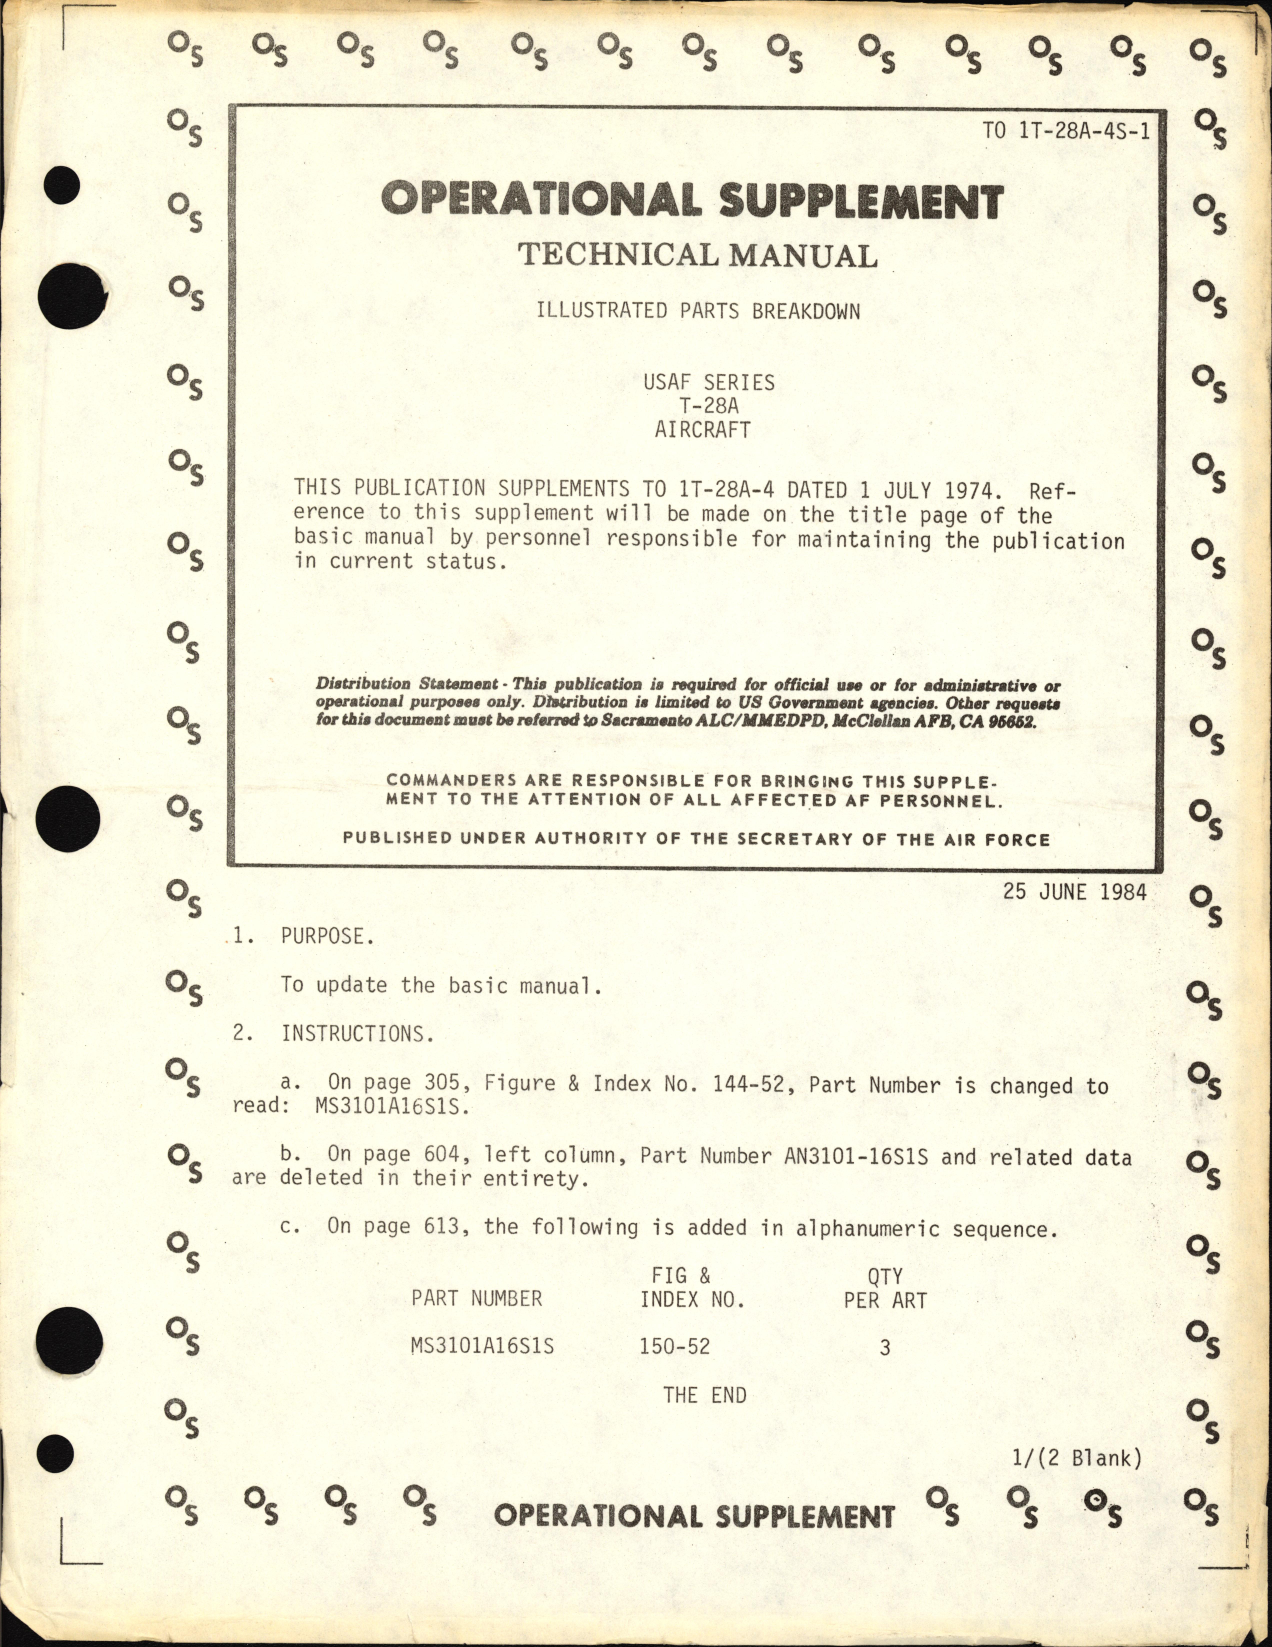 TO 1T-28A-4S-1
OPERATIONAL SUPPLEMENT
TECHNICAL MANUAL
ILLUSTRATED PARTS BREAKDOWN
USAF SERIES
T-28A
AIRCRAFT
THIS PUBLICATION SUPPLEMENTS TO 1T-28A-4 DATED 1 JULY 1974. Ref-
erence to this supplement will be made on the title page of the
basic manual by personnel responsible for maintaining the publication
in current status.
Distribution Statement - This publication is required for official use or for administrative or
operational purposes only. Distribution is limited to US Government agencies. Other requests
for this document must be referred to Sacramento ALC/MMEDPD, McClellan AFB, CA 95652.
COMMANDERS ARE RESPONSIBLE FOR BRINGING THIS SUPPLE-
MENT TO THE ATTENTION OF ALL AFFECTED AF PERSONNEL.
PUBLISHED UNDER AUTHORITY OF THE SECRETARY OF THE AIR FORCE
25 JUNE 1984
1. PURPOSE.
To update the basic manual.
2. INSTRUCTIONS.
a. On page 305, Figure & Index No. 144-52, Part Number is changed to
read: MS3101A16S1S.
b. On page 604, left column, Part Number AN3101-16S1S and related data
are deleted in their entirety.
c. On page 613, the following is added in alphanumeric sequence.
FIG & QTY
PART NUMBER INDEX NO. PER ART
MS3101A16S1S 150-52 3
THE END
1/(2 Blank)
OPERATIONAL SUPPLEMENT